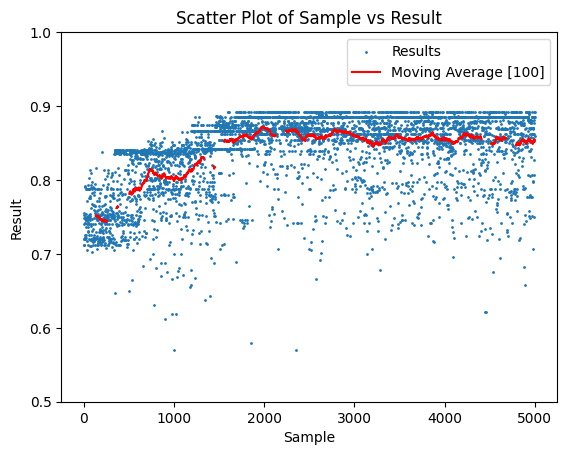 Scatter Plot of Sample vs Result
1.0
0.9
0.8
0.7
0.6
0.5
Result
Results
Moving Average [100]
0 1000 2000 3000 4000 5000
Sample